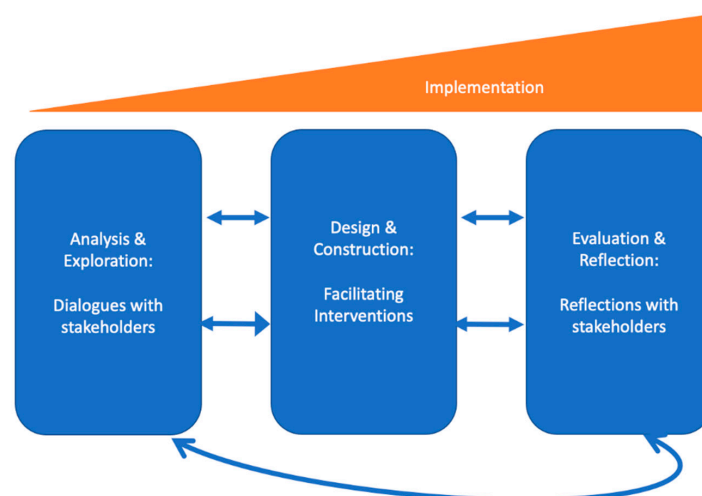 Implementation
Analysis &
Exploration:
Dialogues with
stakeholders
Design &
Construction:
Facilitating
Interventions
Evaluation &
Reflection:
Reflections with
stakeholders